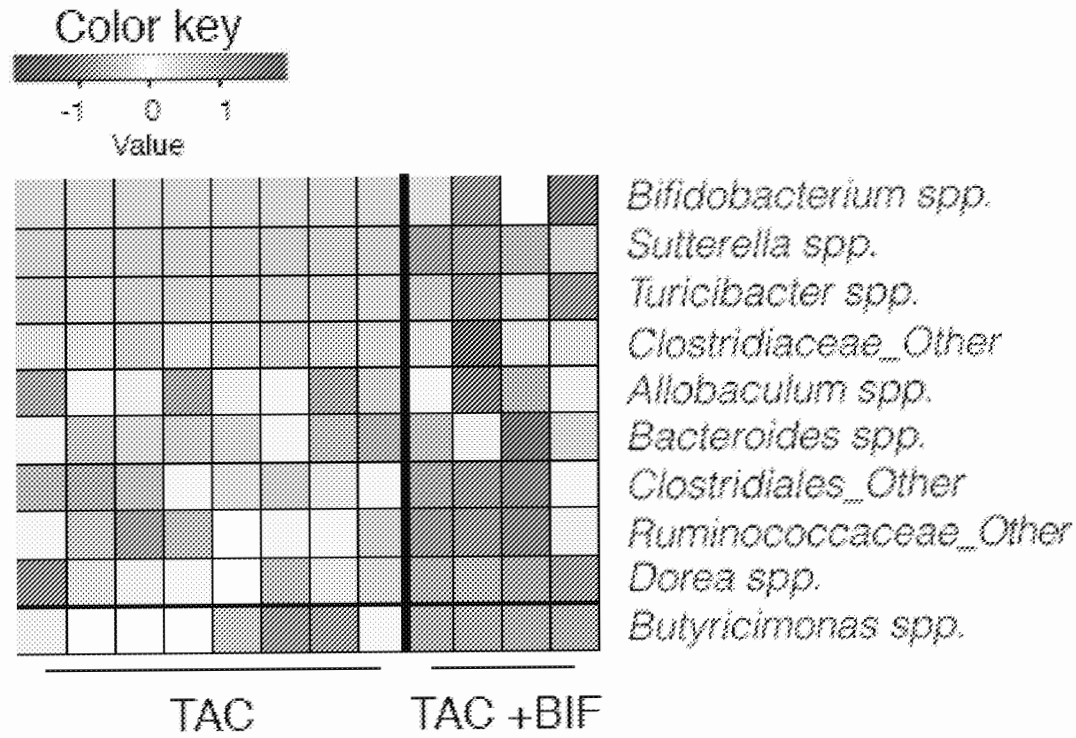 Color key
-1 0 1
Value
Bifidobacterium spp.
Sutterella spp.
Turicibacter spp.
Clostridiaceae_Other
Allobaculum spp.
Bacteroides spp.
Clostridiales_Other
Ruminococcaceae_Other
Dorea spp.
Butyricimonas spp.
TAC TAC +BIF